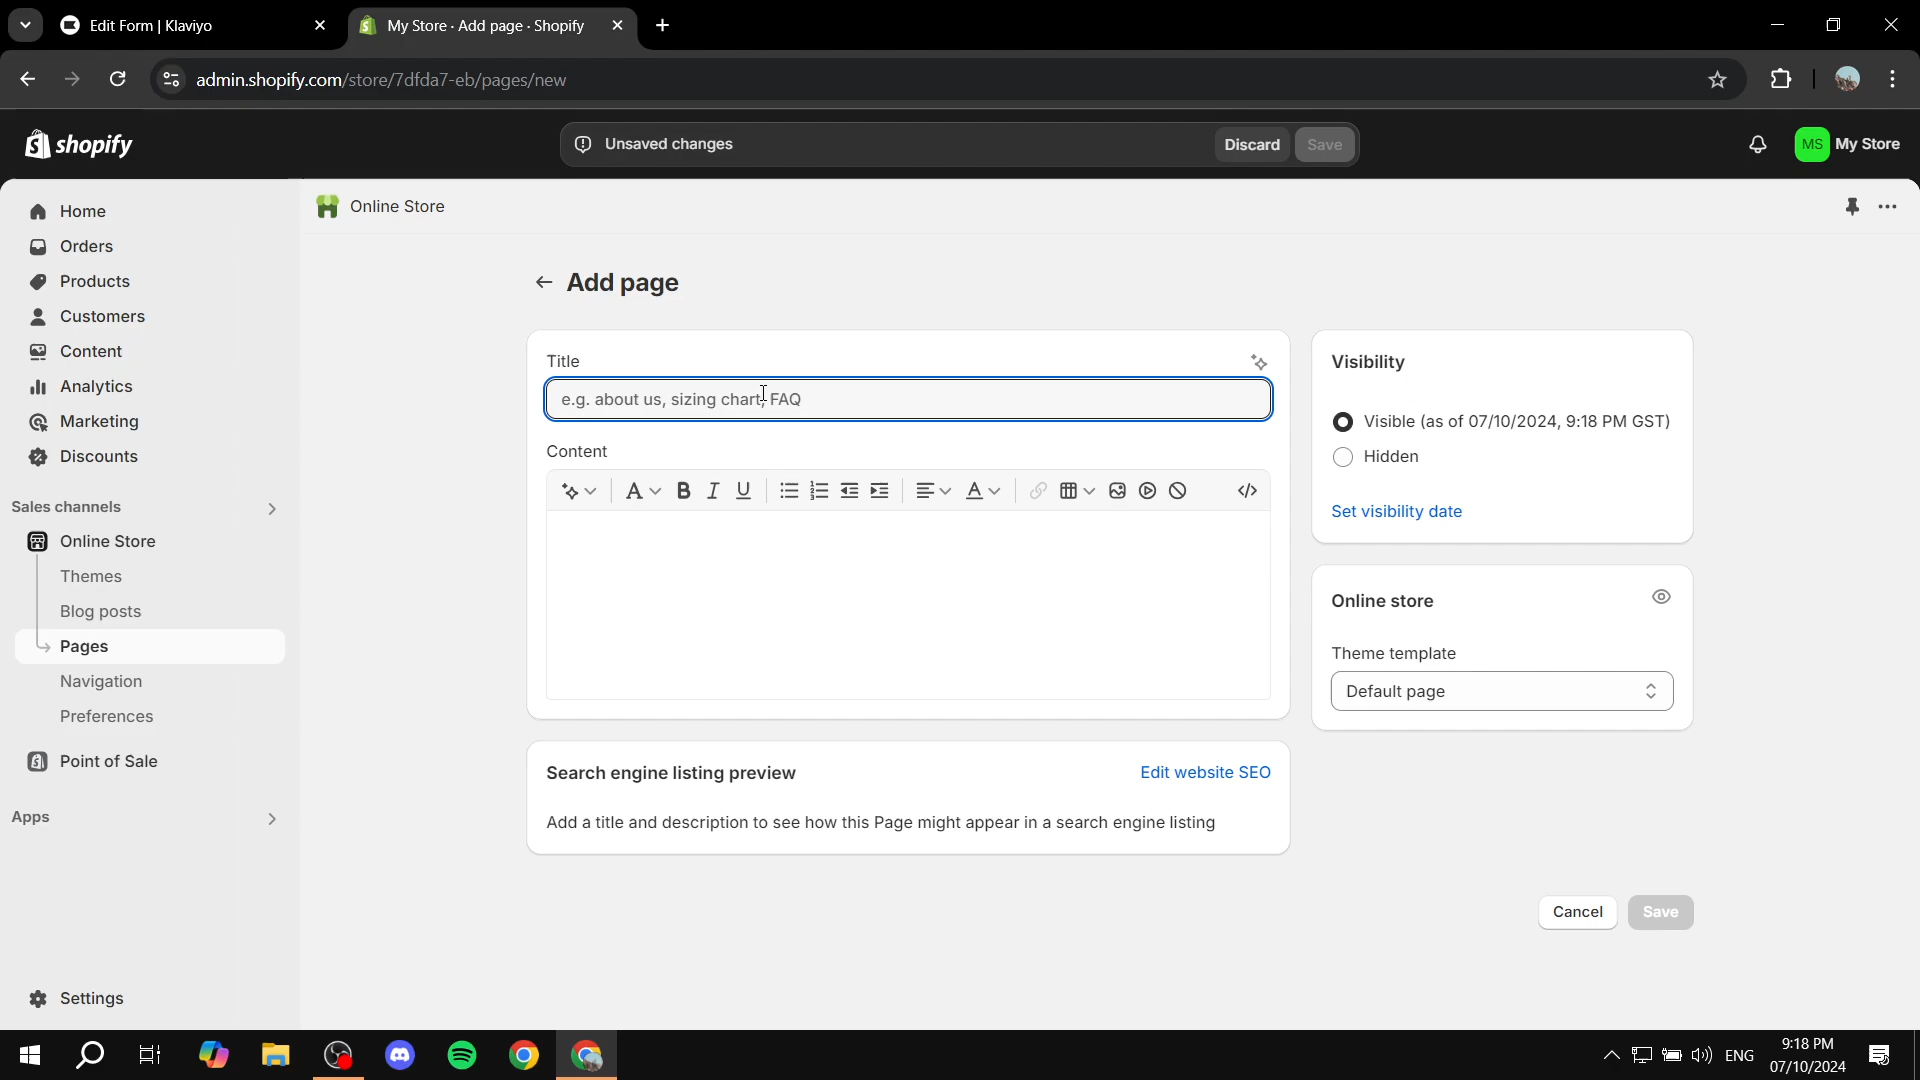 Edit Form | Klaviyo
My Store · Add page · Shopify
admin.shopify.com/store/7dfda7-eb/pages/new
shopify
Unsaved changes
Discard
Save
MS
My Store
Home
Orders
Products
Customers
Content
Analytics
Marketing
Discounts
Sales channels
Online Store
Themes
Blog posts
Pages
Navigation
Preferences
Point of Sale
Apps
Settings
Online Store
Add page
Title
e.g. about us, sizing chart, FAQ
Content
Search engine listing preview
Edit website SEO
Add a title and description to see how this Page might appear in a search engine listing
Visibility
Visible (as of 07/10/2024, 9:18 PM GST)
Hidden
Set visibility date
Online store
Theme template
Default page
Cancel
Save
ENG
9:18 PM
07/10/2024